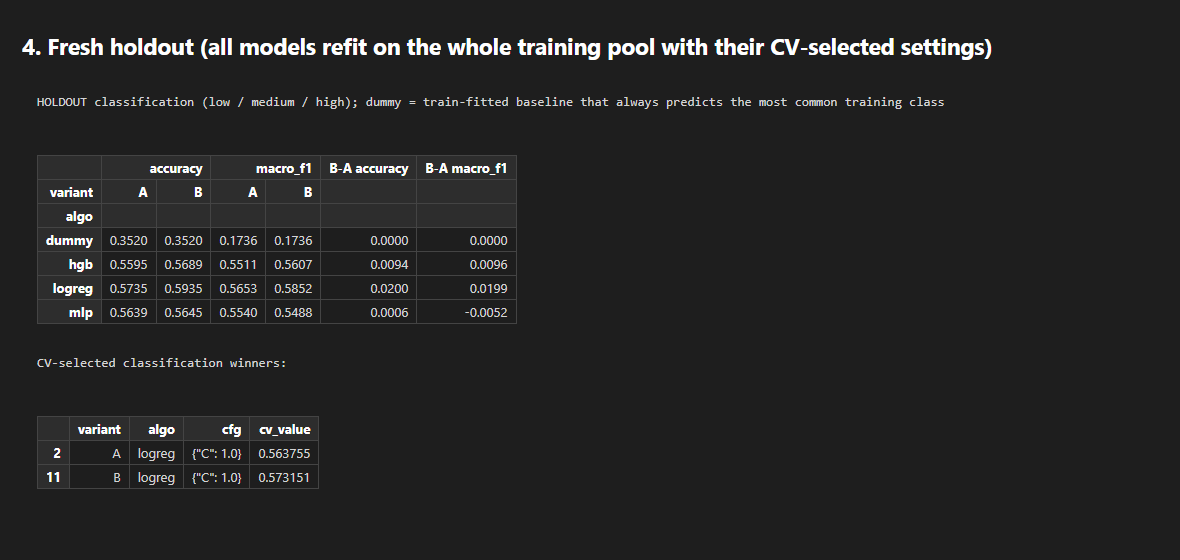 4. Fresh holdout (all models refit on the whole training pool with their CV-selected settings)
HOLDOUT classification (low / medium / high); dummy = train-fitted baseline that always predicts the most common training class
accuracy macro_f1 B-A accuracy B-A macro_f1
variant A B A B
algo
dummy 0.3520 0.3520 0.1736 0.1736 0.0000 0.0000
hgb 0.5595 0.5689 0.5511 0.5607 0.0094 0.0096
logreg 0.5735 0.5935 0.5653 0.5852 0.0200 0.0199
mlp 0.5639 0.5645 0.5540 0.5488 0.0006 -0.0052
CV-selected classification winners:
variant algo cfg cv_value
2 A logreg {"C": 1.0} 0.563755
11 B logreg {"C": 1.0} 0.573151